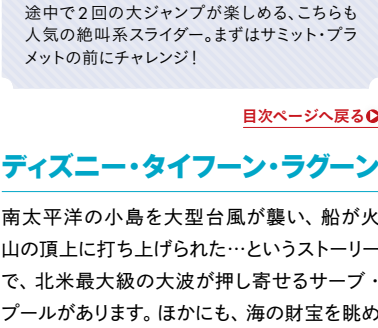 途中で2回の大ジャンプが楽しめる、こちらも
人気の絶叫系スライダー。まずはサミット・プラ
メットの前にチャレンジ！
目次ページへ戻る
ディズニー・タイフーン・ラグーン
南太平洋の小島を大型台風が襲い、船が火
山の頂上に打ち上げられた…というストーリー
で、北米最大級の大波が押し寄せるサーブ・
プールがあります。ほかにも、海の財宝を眺め